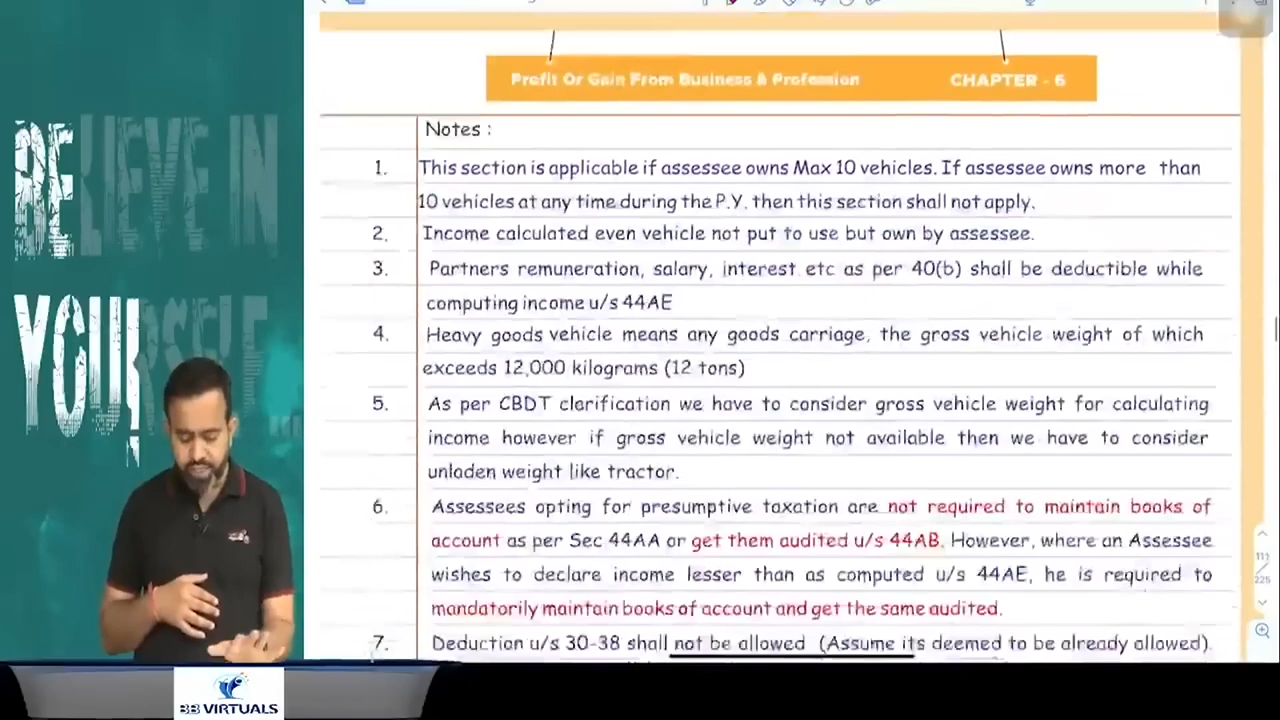 BELIEVE IN
YOURSELF
Profit Or Gain From Business & Profession CHAPTER - 6
Notes :
1. This section is applicable if assessee owns Max 10 vehicles. If assessee owns more than
10 vehicles at any time during the P.Y. then this section shall not apply.
2. Income calculated even vehicle not put to use but own by assessee.
3. Partners remuneration, salary, interest etc as per 40(b) shall be deductible while
computing income u/s 44AE
4. Heavy goods vehicle means any goods carriage, the gross vehicle weight of which
exceeds 12,000 kilograms (12 tons)
5. As per CBDT clarification we have to consider gross vehicle weight for calculating
income however if gross vehicle weight not available then we have to consider
unladen weight like tractor.
6. Assessees opting for presumptive taxation are not required to maintain books of
account as per Sec 44AA or get them audited u/s 44AB. However, where an Assessee
wishes to declare income lesser than as computed u/s 44AE, he is required to
mandatorily maintain books of account and get the same audited.
7. Deduction u/s 30-38 shall not be allowed (Assume its deemed to be already allowed).
111
225
BB VIRTUALS